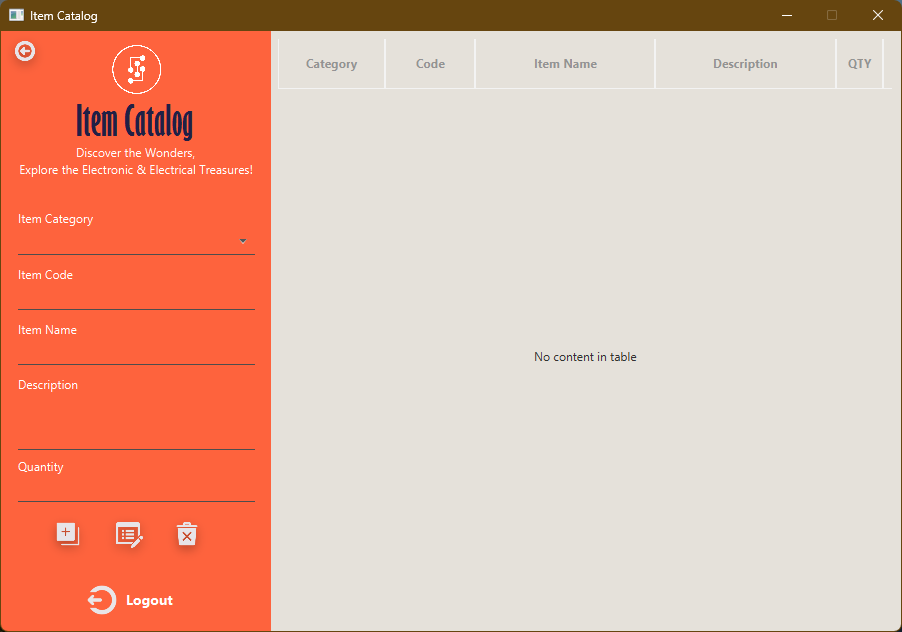 Item Catalog
Item Catalog
Discover the Wonders,
Explore the Electronic & Electrical Treasures!
Item Category
Item Code
Item Name
Description
Quantity
Logout
Category Code Item Name Description QTY
No content in table